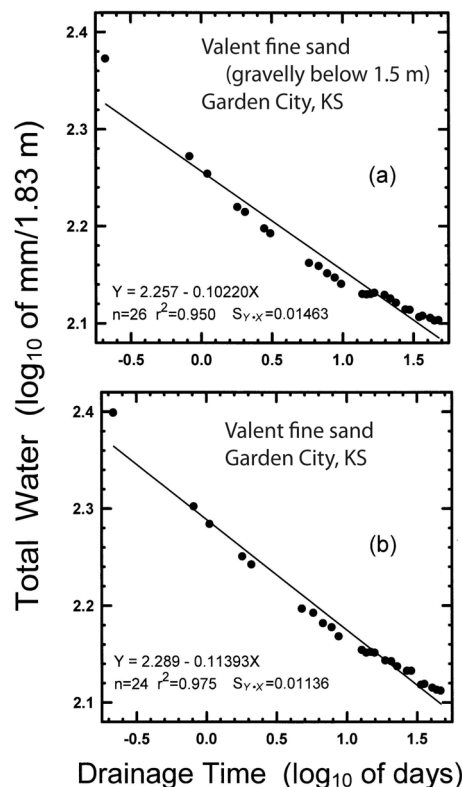 Total Water (log10 of mm/1.83 m)
2.4
2.3
2.2
2.1
Valent fine sand
(gravelly below 1.5 m)
Garden City, KS
(a)
Y = 2.257 - 0.10220X
n=26 r²=0.950 SY•X=0.01463
-0.5 0.0 0.5 1.0 1.5
2.4
2.3
2.2
2.1
Valent fine sand
Garden City, KS
(b)
Y = 2.289 - 0.11393X
n=24 r²=0.975 SY•X=0.01136
-0.5 0.0 0.5 1.0 1.5
Drainage Time (log10 of days)